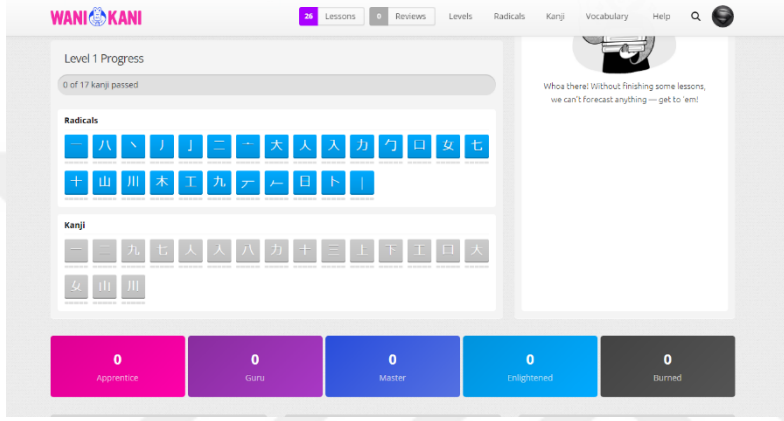 WANI KANI 26 Lessons 0 Reviews Levels Radicals Kanji Vocabulary Help
Level 1 Progress
0 of 17 kanji passed
Whoa there! Without finishing some lessons,
we can't forecast anything — get to 'em!
Radicals
一 八 丶 丿 亅 二 亠 大 人 入 力 勹 口 女 七
十 山 川 木 工 九 𠂉 日 ト |
Kanji
一 二 九 七 人 入 八 力 十 三 上 下 工 口 大
女 山 川
0 0 0 0 0
Apprentice Guru Master Enlightened Burned